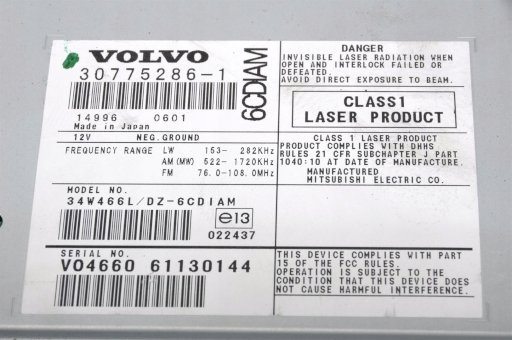 VOLVO
30775286-1
6CDIAM
14996 0601
Made in Japan
12V NEG.GROUND
FREQUENCY RANGE LW 153- 282KHz
AM(MW) 522-1720KHz
FM 76.0-108.0MHz
MODEL NO.
34W466L/DZ-6CDIAM
e13
022437
SERIAL NO.
V04660 61130144
DANGER
INVISIBLE LASER RADIATION WHEN
OPEN AND INTERLOCK FAILED OR
DEFEATED.
AVOID DIRECT EXPOSURE TO BEAM.
CLASS1
LASER PRODUCT
CLASS 1 LASER PRODUCT
PRODUCT COMPLIES WITH DHHS
RULES 21 CFR SUBCHAPTER J PART
1040:10 AT DATE OF MANUFACTURE.
MANUFACTURED
MITSUBISHI ELECTRIC CO.
THIS DEVICE COMPLIES WITH PART
15 OF THE FCC RULES.
OPERATION IS SUBJECT TO THE
CONDITION THAT THIS DEVICE DOES
NOT CAUSE HARMFUL INTERFERENCE.